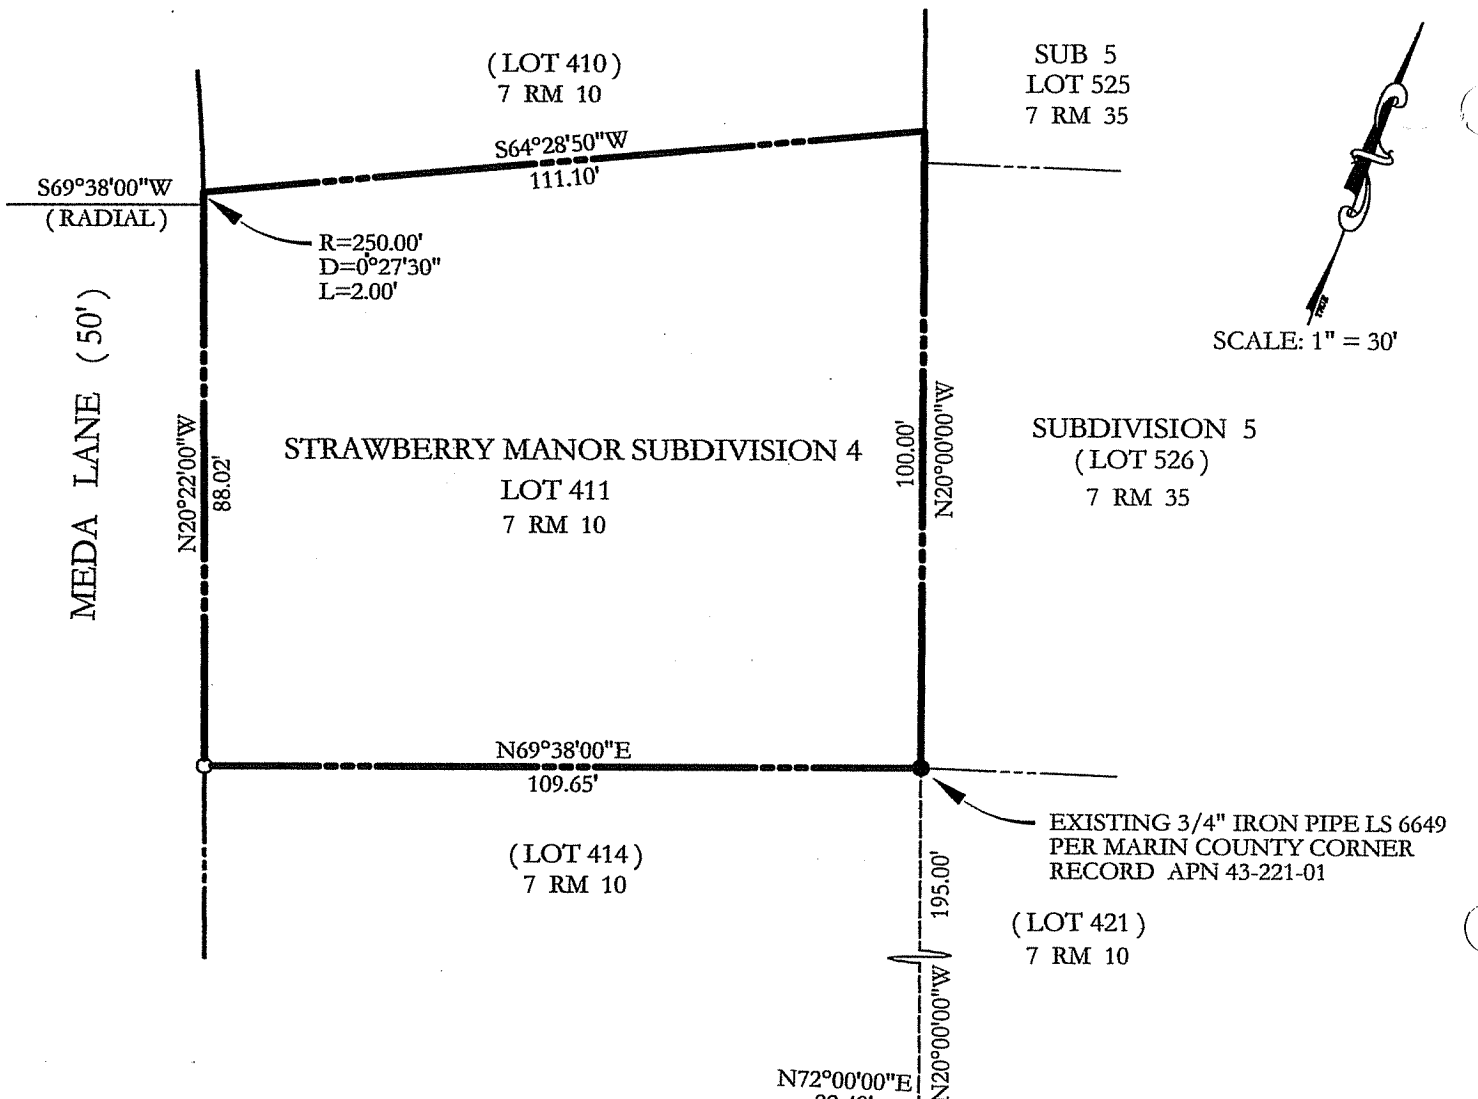 ( LOT 410 )
7 RM 10
SUB 5
LOT 525
7 RM 35
S64°28'50"W
111.10'
S69°38'00"W
( RADIAL )
R=250.00'
D=0°27'30"
L=2.00'
SCALE: 1" = 30'
MEDA LANE ( 50' )
N20°22'00"W
88.02'
STRAWBERRY MANOR SUBDIVISION 4
LOT 411
7 RM 10
100.00'
N20°00'00"W
SUBDIVISION 5
( LOT 526 )
7 RM 35
N69°38'00"E
109.65'
EXISTING 3/4" IRON PIPE LS 6649
PER MARIN COUNTY CORNER
RECORD APN 43-221-01
( LOT 414 )
7 RM 10
195.00'
( LOT 421 )
7 RM 10
N20°00'00"W
N72°00'00"E